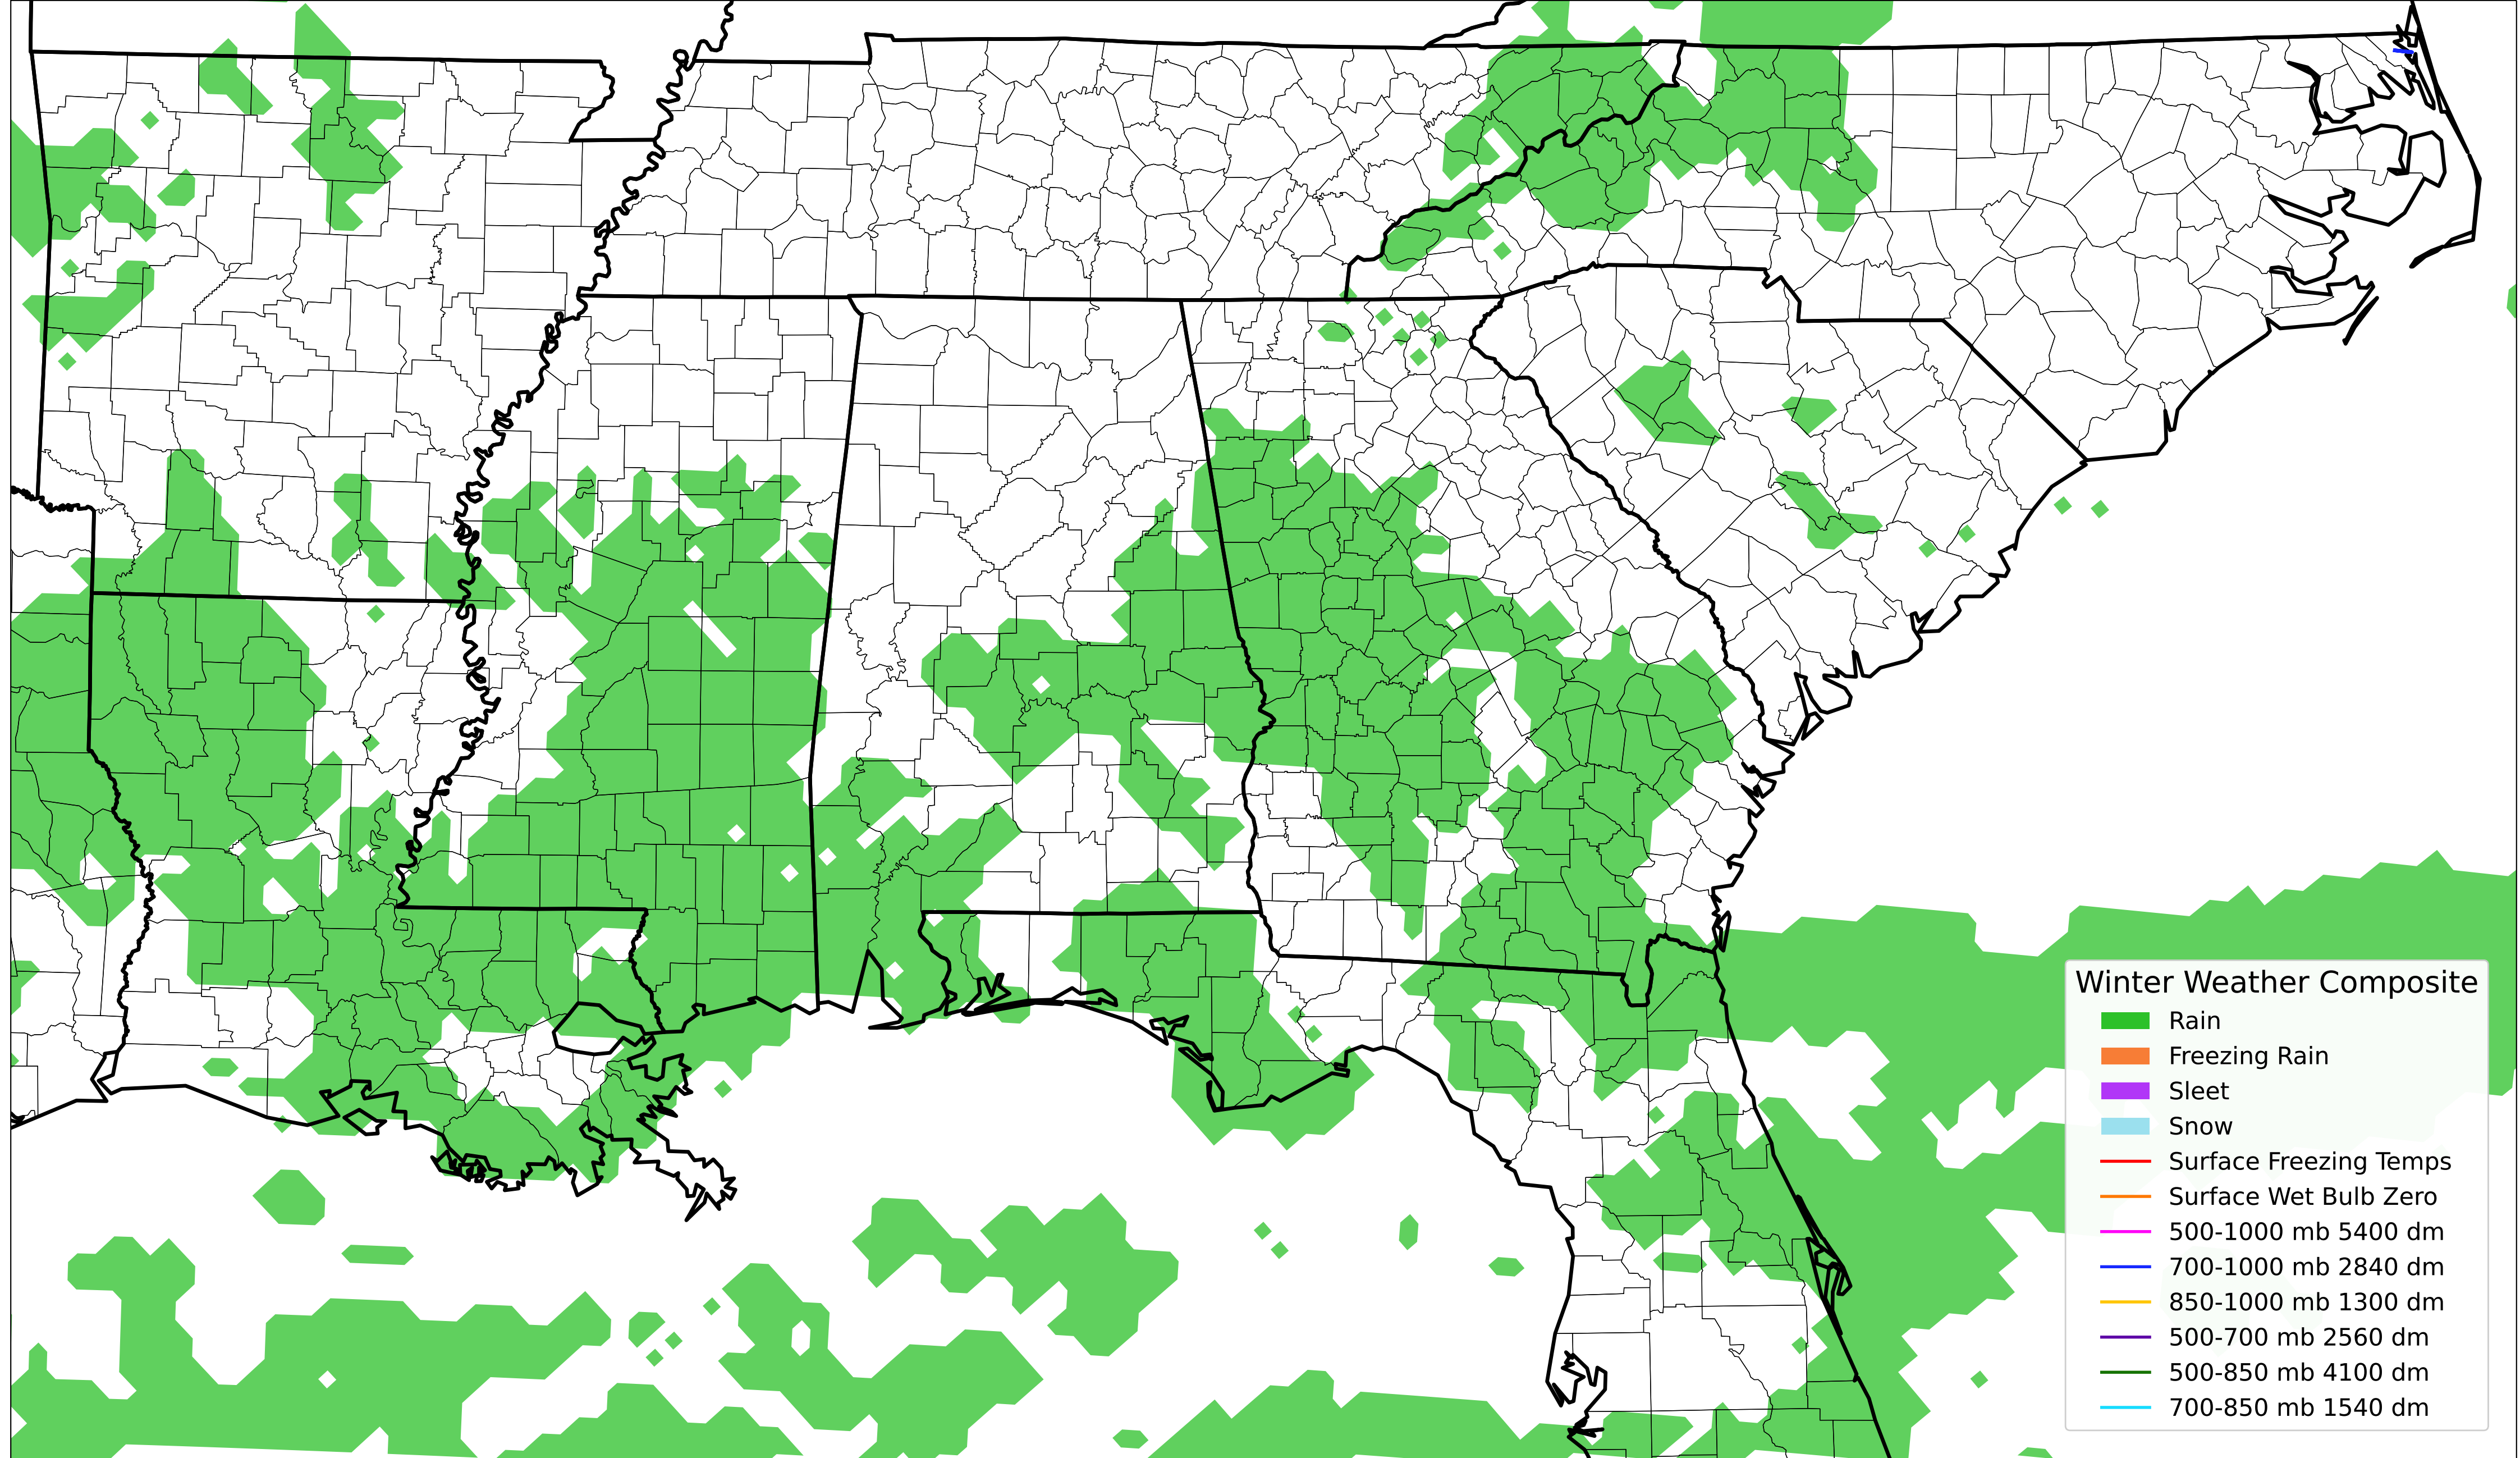 Winter Weather Composite
Rain
Freezing Rain
Sleet
Snow
Surface Freezing Temps
Surface Wet Bulb Zero
500-1000 mb 5400 dm
700-1000 mb 2840 dm
850-1000 mb 1300 dm
500-700 mb 2560 dm
500-850 mb 4100 dm
700-850 mb 1540 dm